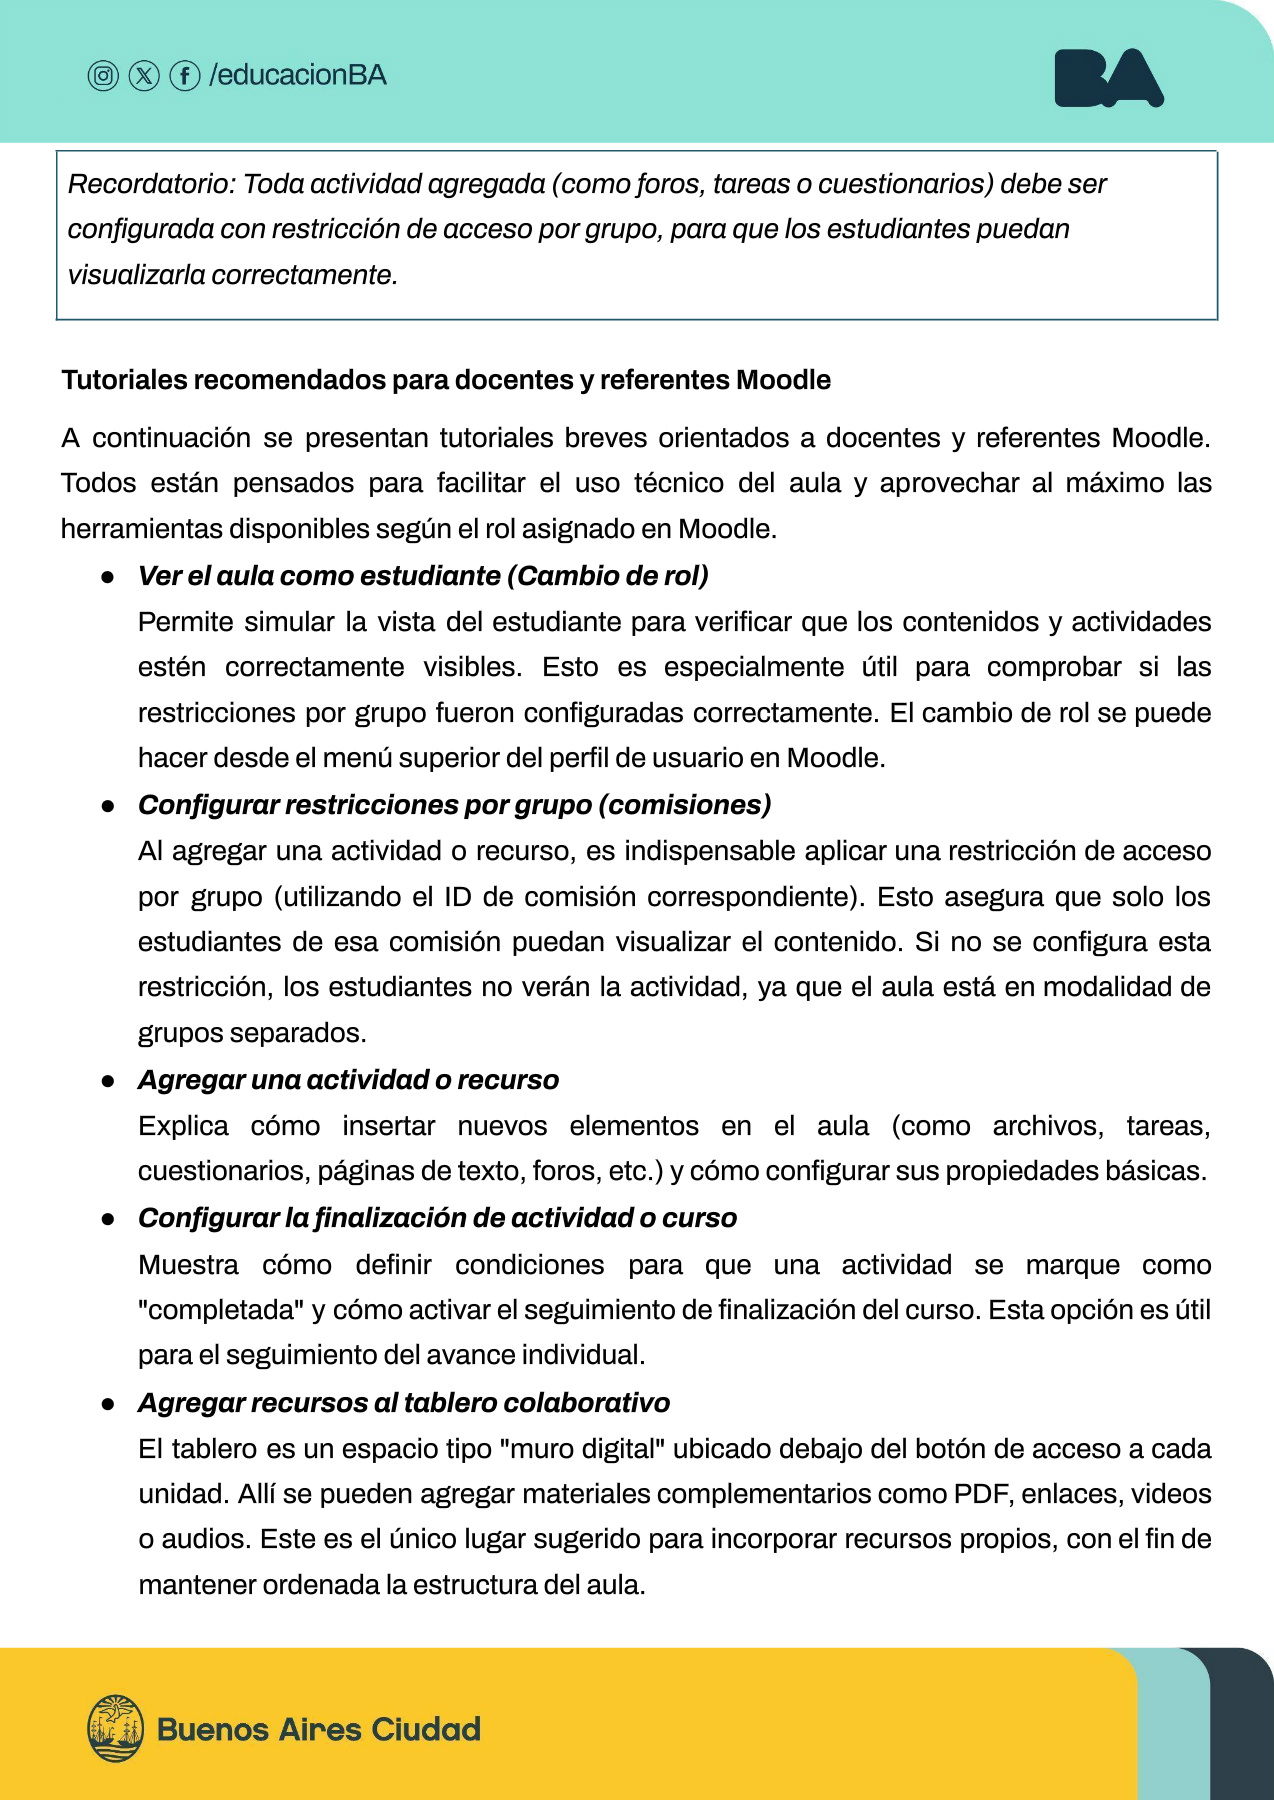 /educacionBA
BA
Recordatorio: Toda actividad agregada (como foros, tareas o cuestionarios) debe ser
configurada con restricción de acceso por grupo, para que los estudiantes puedan
visualizarla correctamente.
Tutoriales recomendados para docentes y referentes Moodle
A continuación se presentan tutoriales breves orientados a docentes y referentes Moodle.
Todos están pensados para facilitar el uso técnico del aula y aprovechar al máximo las
herramientas disponibles según el rol asignado en Moodle.
● Ver el aula como estudiante (Cambio de rol)
Permite simular la vista del estudiante para verificar que los contenidos y actividades
estén correctamente visibles. Esto es especialmente útil para comprobar si las
restricciones por grupo fueron configuradas correctamente. El cambio de rol se puede
hacer desde el menú superior del perfil de usuario en Moodle.
● Configurar restricciones por grupo (comisiones)
Al agregar una actividad o recurso, es indispensable aplicar una restricción de acceso
por grupo (utilizando el ID de comisión correspondiente). Esto asegura que solo los
estudiantes de esa comisión puedan visualizar el contenido. Si no se configura esta
restricción, los estudiantes no verán la actividad, ya que el aula está en modalidad de
grupos separados.
● Agregar una actividad o recurso
Explica cómo insertar nuevos elementos en el aula (como archivos, tareas,
cuestionarios, páginas de texto, foros, etc.) y cómo configurar sus propiedades básicas.
● Configurar la finalización de actividad o curso
Muestra cómo definir condiciones para que una actividad se marque como
"completada" y cómo activar el seguimiento de finalización del curso. Esta opción es útil
para el seguimiento del avance individual.
● Agregar recursos al tablero colaborativo
El tablero es un espacio tipo "muro digital" ubicado debajo del botón de acceso a cada
unidad. Allí se pueden agregar materiales complementarios como PDF, enlaces, videos
o audios. Este es el único lugar sugerido para incorporar recursos propios, con el fin de
mantener ordenada la estructura del aula.
Buenos Aires Ciudad